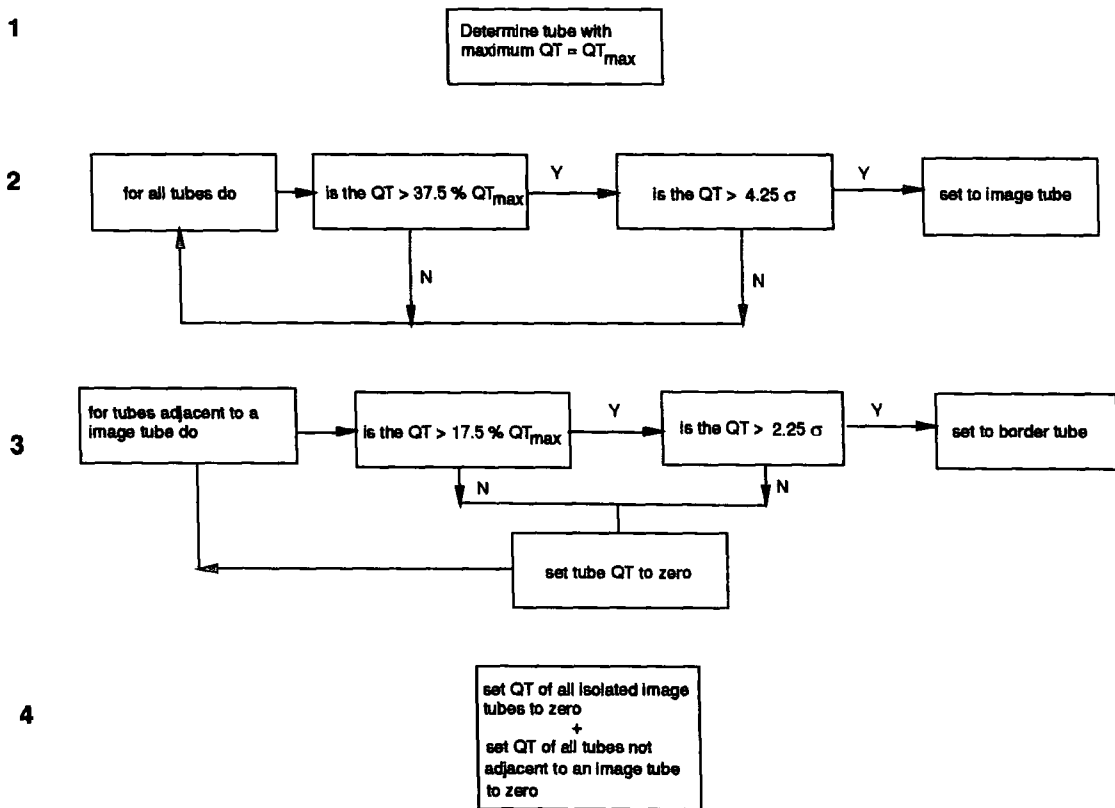 1
Determine tube with
maximum QT = QTmax
2
for all tubes do
is the QT > 37.5 % QTmax
Y
is the QT > 4.25 σ
Y
set to image tube
N
N
3
for tubes adjacent to a
image tube do
is the QT > 17.5 % QTmax
Y
is the QT > 2.25 σ
Y
set to border tube
N
N
set tube QT to zero
4
set QT of all isolated image
tubes to zero
+
set QT of all tubes not
adjacent to an image tube
to zero